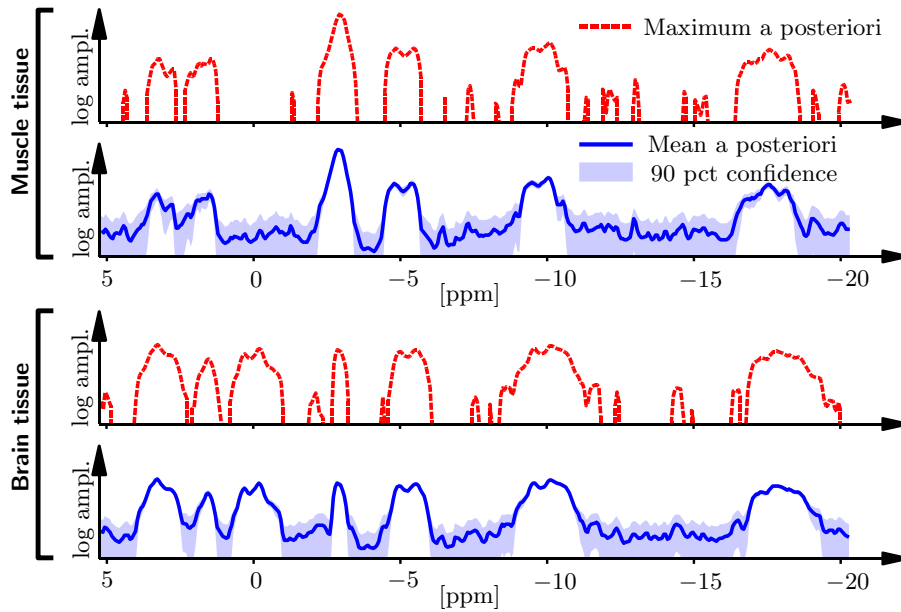 Muscle tissue
log ampl.
Maximum a posteriori
log ampl.
Mean a posteriori
90 pct confidence
5 0 −5 −10 −15 −20
[ppm]
Brain tissue
log ampl.
log ampl.
5 0 −5 −10 −15 −20
[ppm]